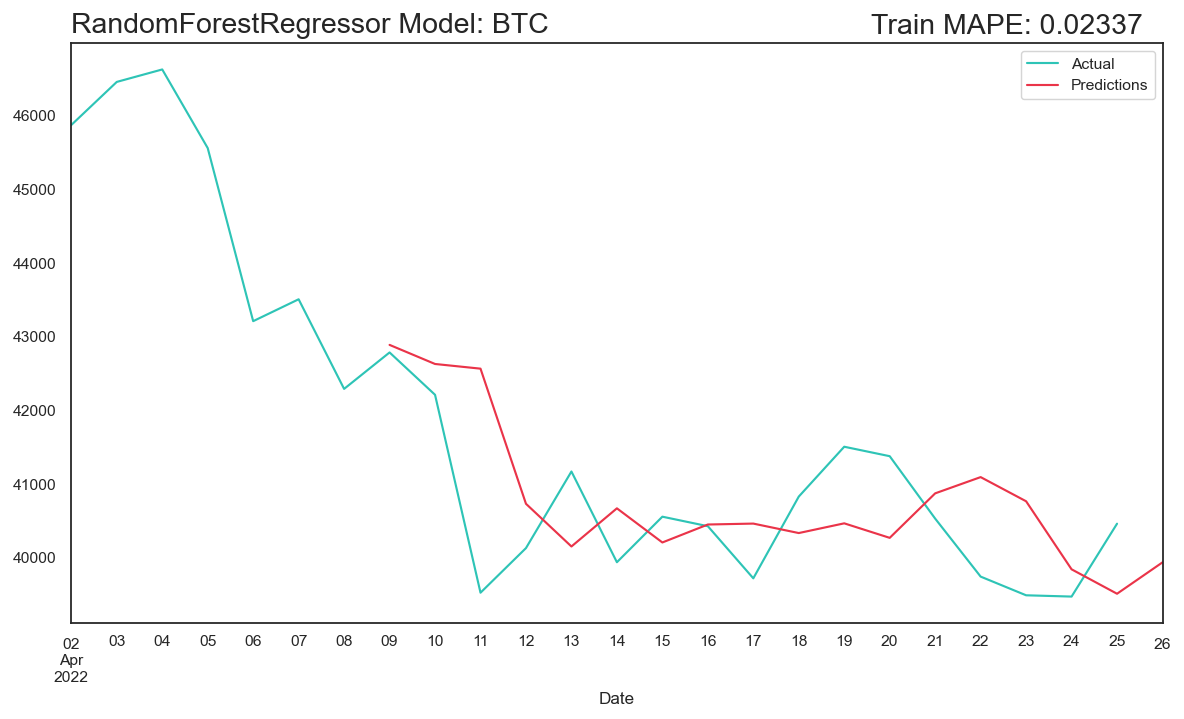 RandomForestRegressor Model: BTC
Train MAPE: 0.02337
Actual
Predictions
46000
45000
44000
43000
42000
41000
40000
02 03 04 05 06 07 08 09 10 11 12 13 14 15 16 17 18 19 20 21 22 23 24 25 26
Apr
2022
Date